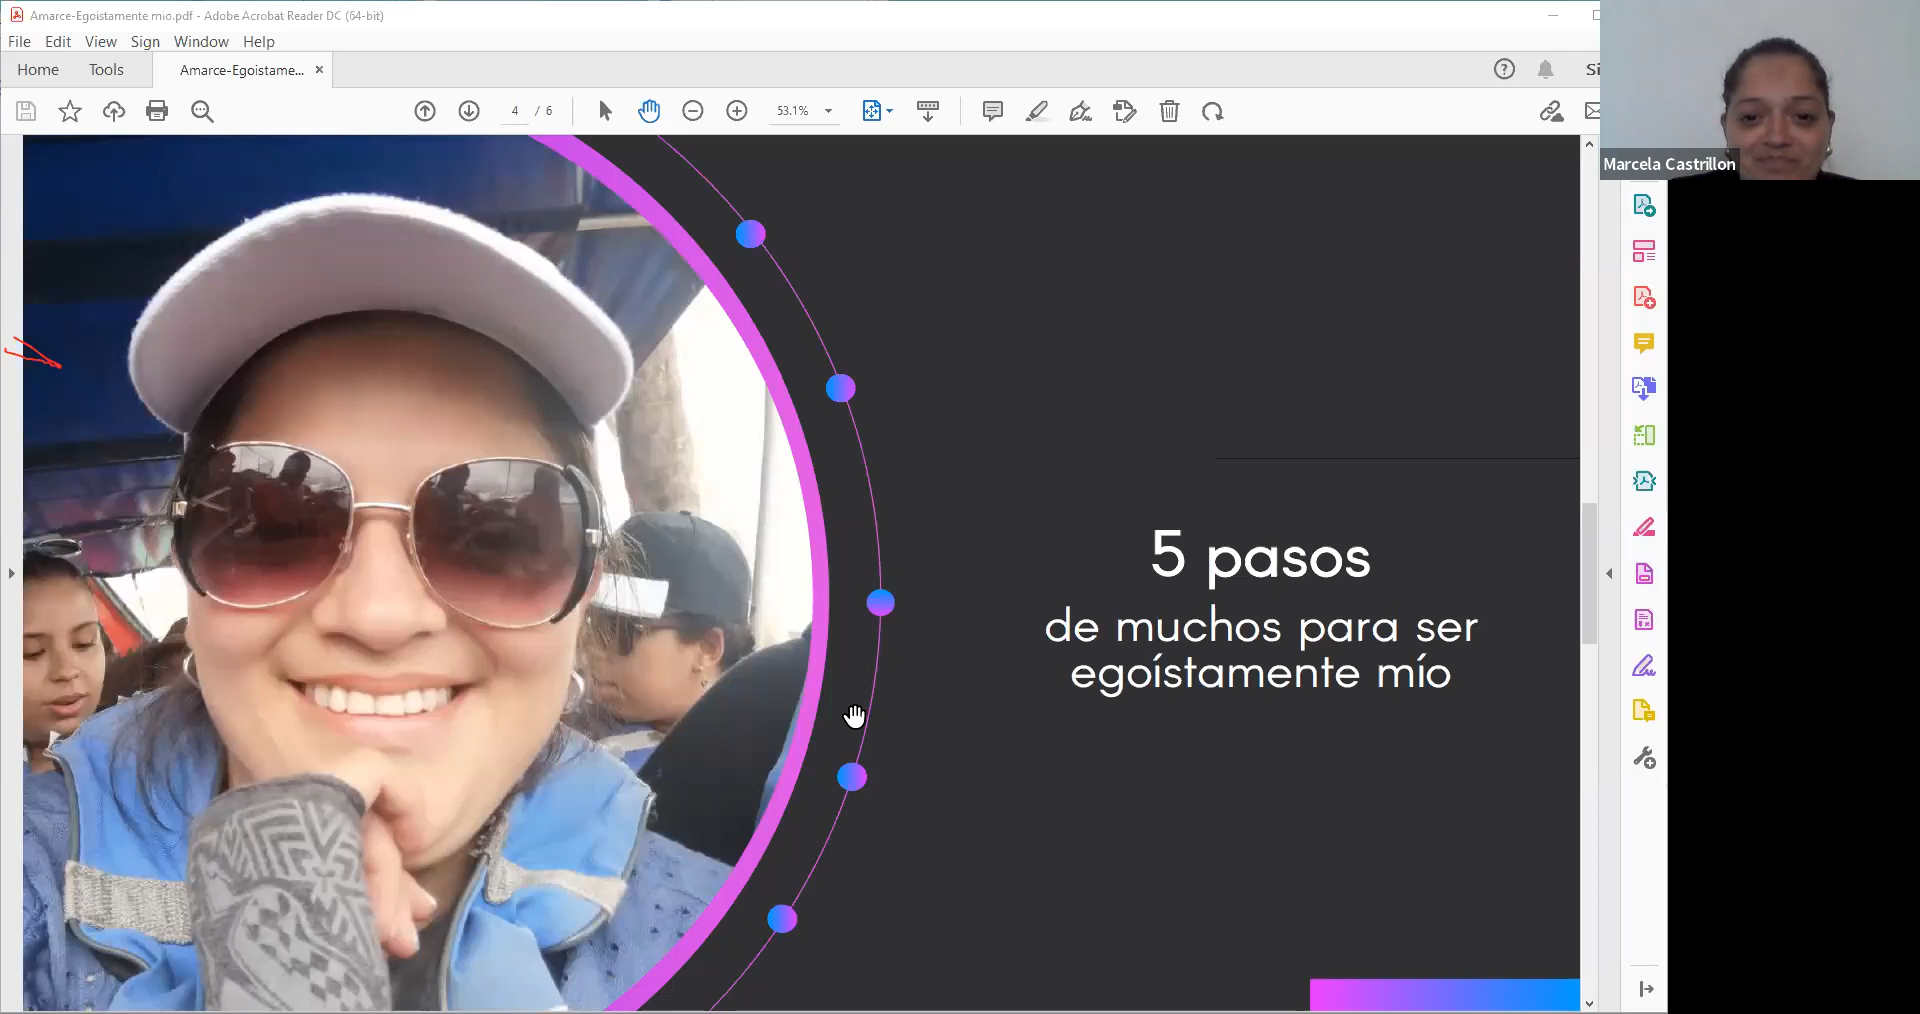 Amarce-Egoistamente mio.pdf - Adobe Acrobat Reader DC (64-bit)
File Edit View Sign Window Help
Home Tools Amarce-Egoistame... ×
4 / 6 53.1%
Marcela Castrillon
5 pasos
de muchos para ser
egoístamente mío